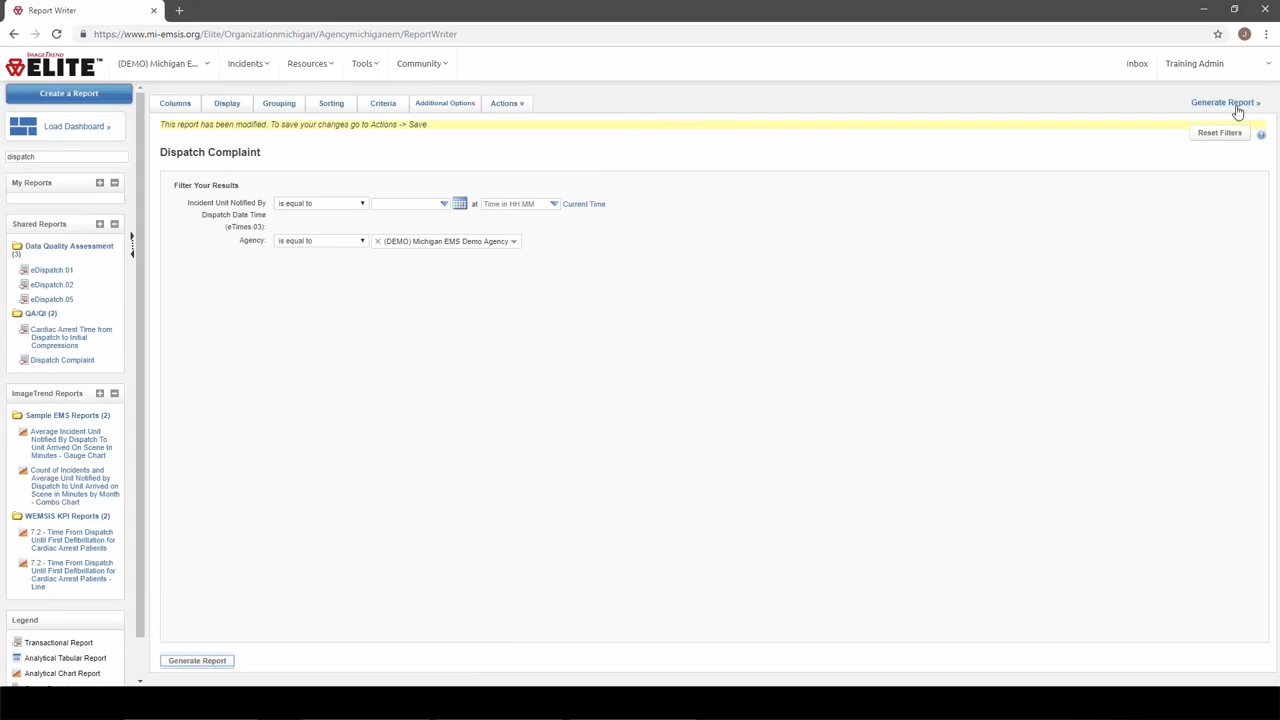 Report Writer
https://www.mi-emsis.org/Elite/Organizationmichigan/Agencymichiganem/ReportWriter
J
IMAGETREND
ELITE™
(DEMO) Michigan E...
Incidents
Resources
Tools
Community
Inbox
Training Admin
Create a Report
Load Dashboard »
dispatch
My Reports
Shared Reports
Data Quality Assessment
(3)
eDispatch.01
eDispatch.02
eDispatch.05
QA/QI (2)
Cardiac Arrest Time from
Dispatch to Initial
Compressions
Dispatch Complaint
ImageTrend Reports
Sample EMS Reports (2)
Average Incident Unit
Notified By Dispatch To
Unit Arrived On Scene In
Minutes - Gauge Chart
Count of Incidents and
Average Unit Notified by
Dispatch to Unit Arrived on
Scene in Minutes by Month
- Combo Chart
WEMSIS KPI Reports (2)
7.2 - Time From Dispatch
Until First Defibrillation for
Cardiac Arrest Patients
7.2 - Time From Dispatch
Until First Defibrillation for
Cardiac Arrest Patients -
Line
Legend
Transactional Report
Analytical Tabular Report
Analytical Chart Report
Columns
Display
Grouping
Sorting
Criteria
Additional Options
Actions
Generate Report »
This report has been modified. To save your changes go to Actions -> Save
Reset Filters
Dispatch Complaint
Filter Your Results
Incident Unit Notified By
Dispatch Date Time
(eTimes.03):
is equal to
at
Time in HH:MM
Current Time
Agency:
is equal to
(DEMO) Michigan EMS Demo Agency
Generate Report